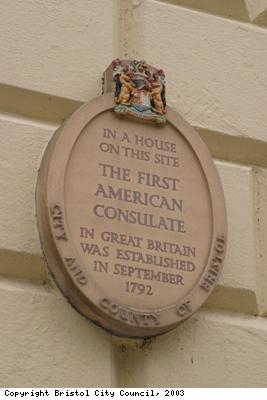 IN A HOUSE
ON THIS SITE
THE FIRST
AMERICAN
CONSULATE
IN GREAT BRITAIN
WAS ESTABLISHED
IN SEPTEMBER
1792
CITY AND COUNTY OF BRISTOL
Copyright Bristol City Council, 2003